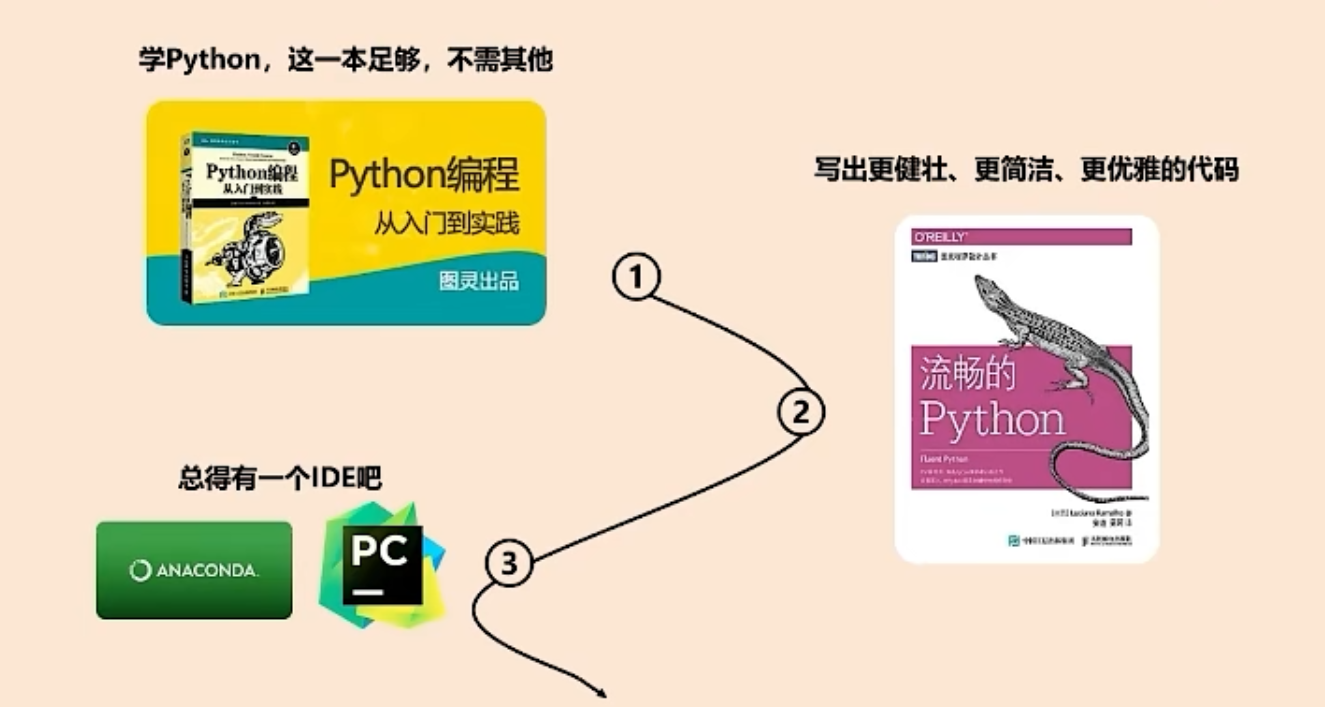 学Python，这一本足够，不需其他
Python编程
从入门到实践
Python编程
从入门到实践
图灵出品
1
写出更健壮、更简洁、更优雅的代码
O'REILLY
流畅的
Python
Fluent Python
2
总得有一个IDE吧
ANACONDA.
PC
3